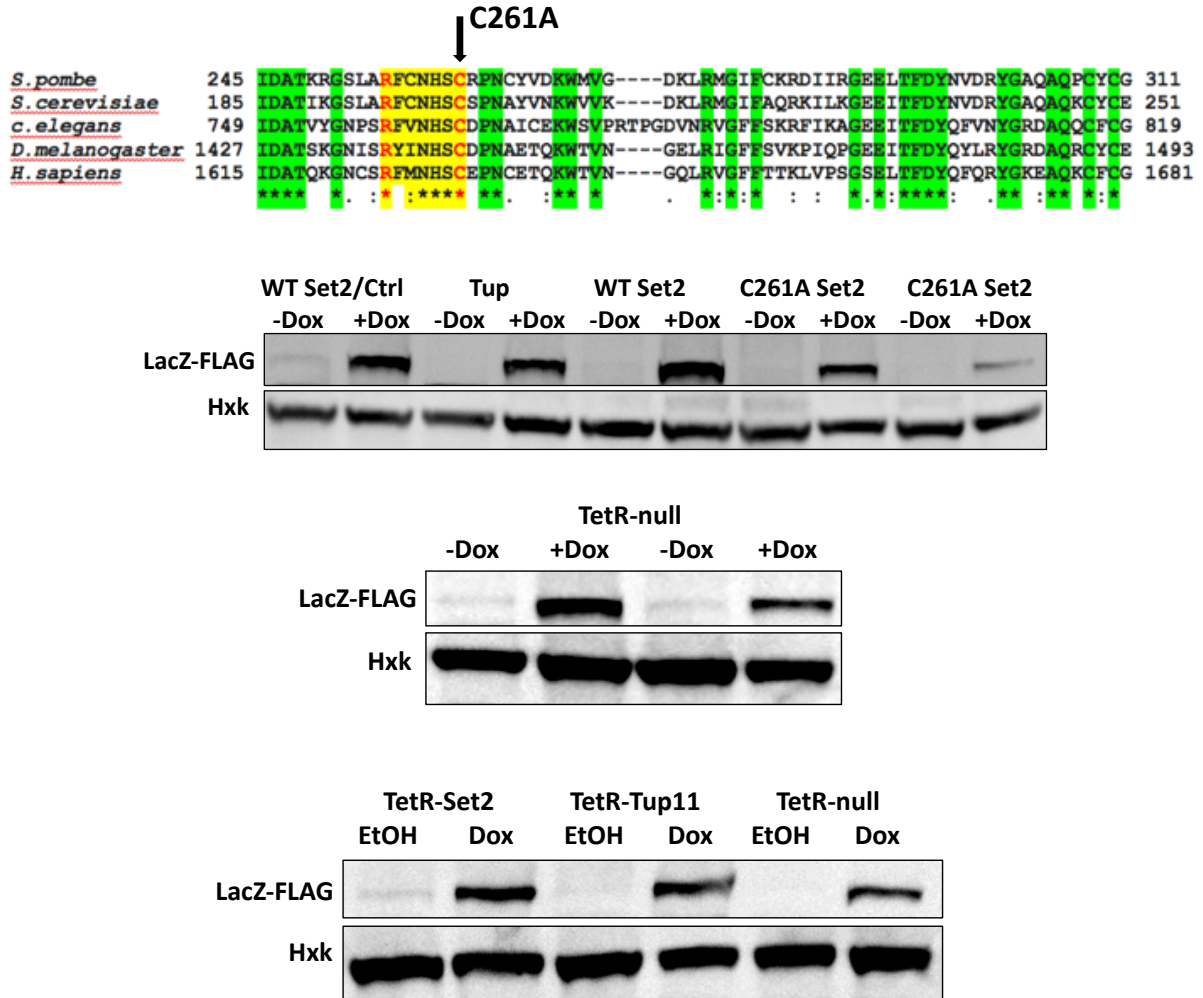 C261A
S.pombe 245 IDATKRGSLARFCNHSCRPNCYVDKWMVG----DKLRMGIFCKRDIIRGEELTFDYNVDRYGAQAQPCYCG 311
S.cerevisiae 185 IDATIKGSLARFCNHSCSPNAYVNKWVVK----DKLRMGIFAQRKILKGEEITFDYNVDRYGAQAQKCYCE 251
c.elegans 749 IDATVYGNPSRFVNHSCDPNAICEKWSVPRTPGDVNRVGFFSKRFIKAGEEITFDYQFVNYGRDAQQCFCG 819
D.melanogaster 1427 IDATSKGNISRYINHSCDPNAETQKWTVN----GELRIGFFSVKPIQPGEEITFDYQYLRYGRDAQRCYCE 1493
H.sapiens 1615 IDATQKGNCSRFMNHSCEPNCETQKWTVN----GQLRVGFFTTKLVPSGSELTFDYQFQRYGKEAQKCFCG 1681
WT Set2/Ctrl Tup WT Set2 C261A Set2 C261A Set2
-Dox +Dox -Dox +Dox -Dox +Dox -Dox +Dox -Dox +Dox
LacZ-FLAG
Hxk
TetR-null
-Dox +Dox -Dox +Dox
LacZ-FLAG
Hxk
TetR-Set2 TetR-Tup11 TetR-null
EtOH Dox EtOH Dox EtOH Dox
LacZ-FLAG
Hxk